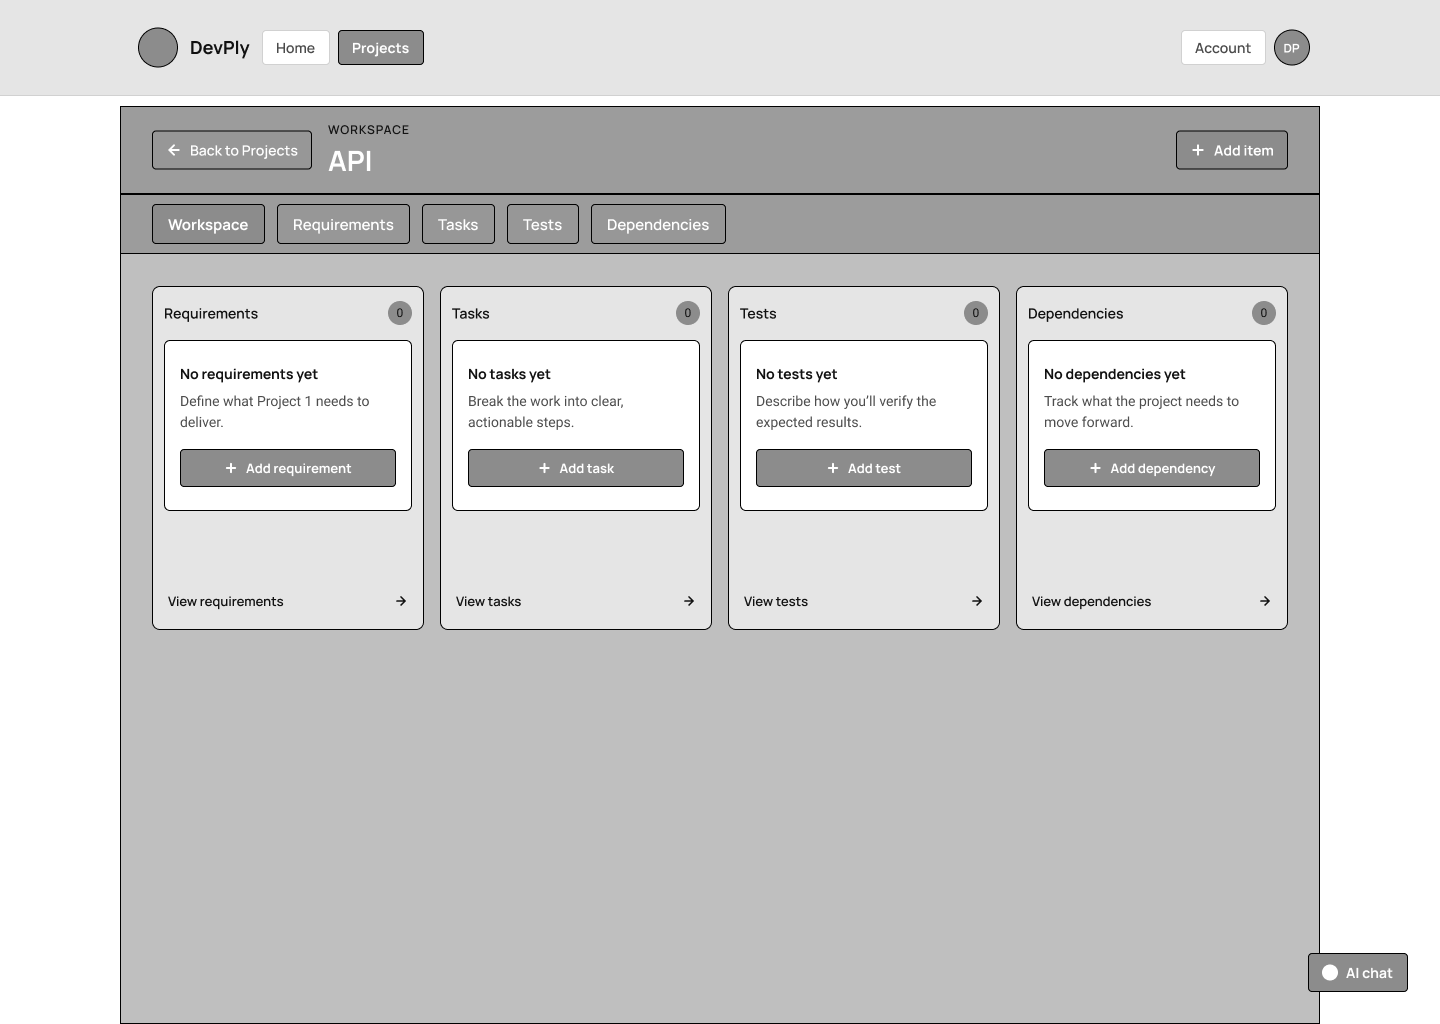 DevPly
Home
Projects
Account
DP
Back to Projects
WORKSPACE
API
Add item
Workspace
Requirements
Tasks
Tests
Dependencies
Requirements
0
No requirements yet
Define what Project 1 needs to
deliver.
Add requirement
View requirements
Tasks
0
No tasks yet
Break the work into clear,
actionable steps.
Add task
View tasks
Tests
0
No tests yet
Describe how you’ll verify the
expected results.
Add test
View tests
Dependencies
0
No dependencies yet
Track what the project needs to
move forward.
Add dependency
View dependencies
AI chat